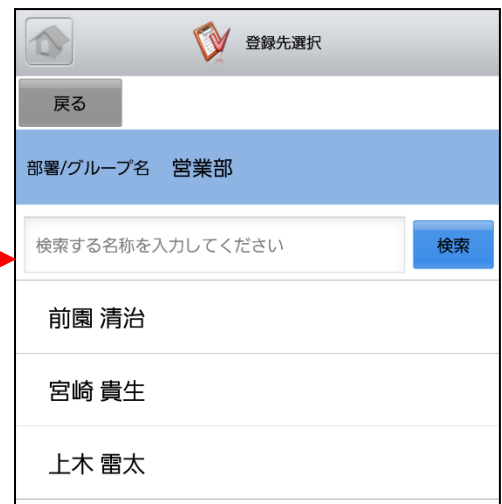 登録先選択
戻る
部署/グループ名 営業部
検索する名称を入力してください 検索
前園 清治
宮崎 貴生
上木 雷太